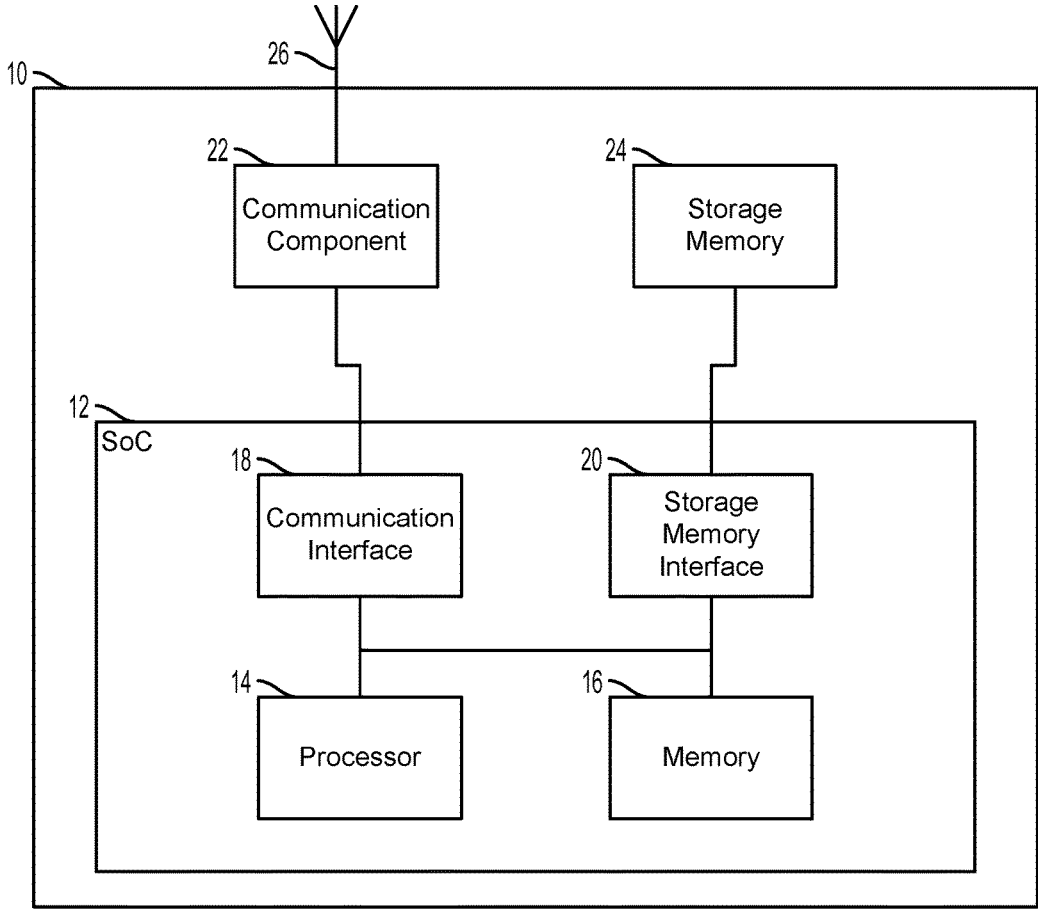 26
10
22
Communication
Component
24
Storage
Memory
12
SoC
18
Communication
Interface
20
Storage
Memory
Interface
14
Processor
16
Memory